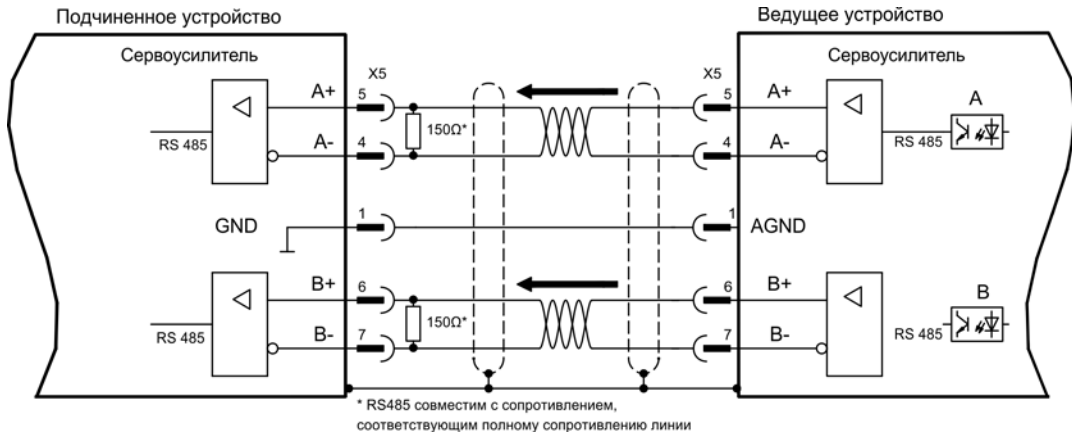 Подчиненное устройство
Ведущее устройство
Сервоусилитель
Сервоусилитель
X5
X5
A+
5
5
A+
A
150Ω*
RS 485
RS 485
A-
4
4
A-
GND
1
1
AGND
B+
6
6
B+
B
150Ω*
RS 485
RS 485
B-
7
7
B-
* RS485 совместим с сопротивлением,
соответствующим полному сопротивлению линии